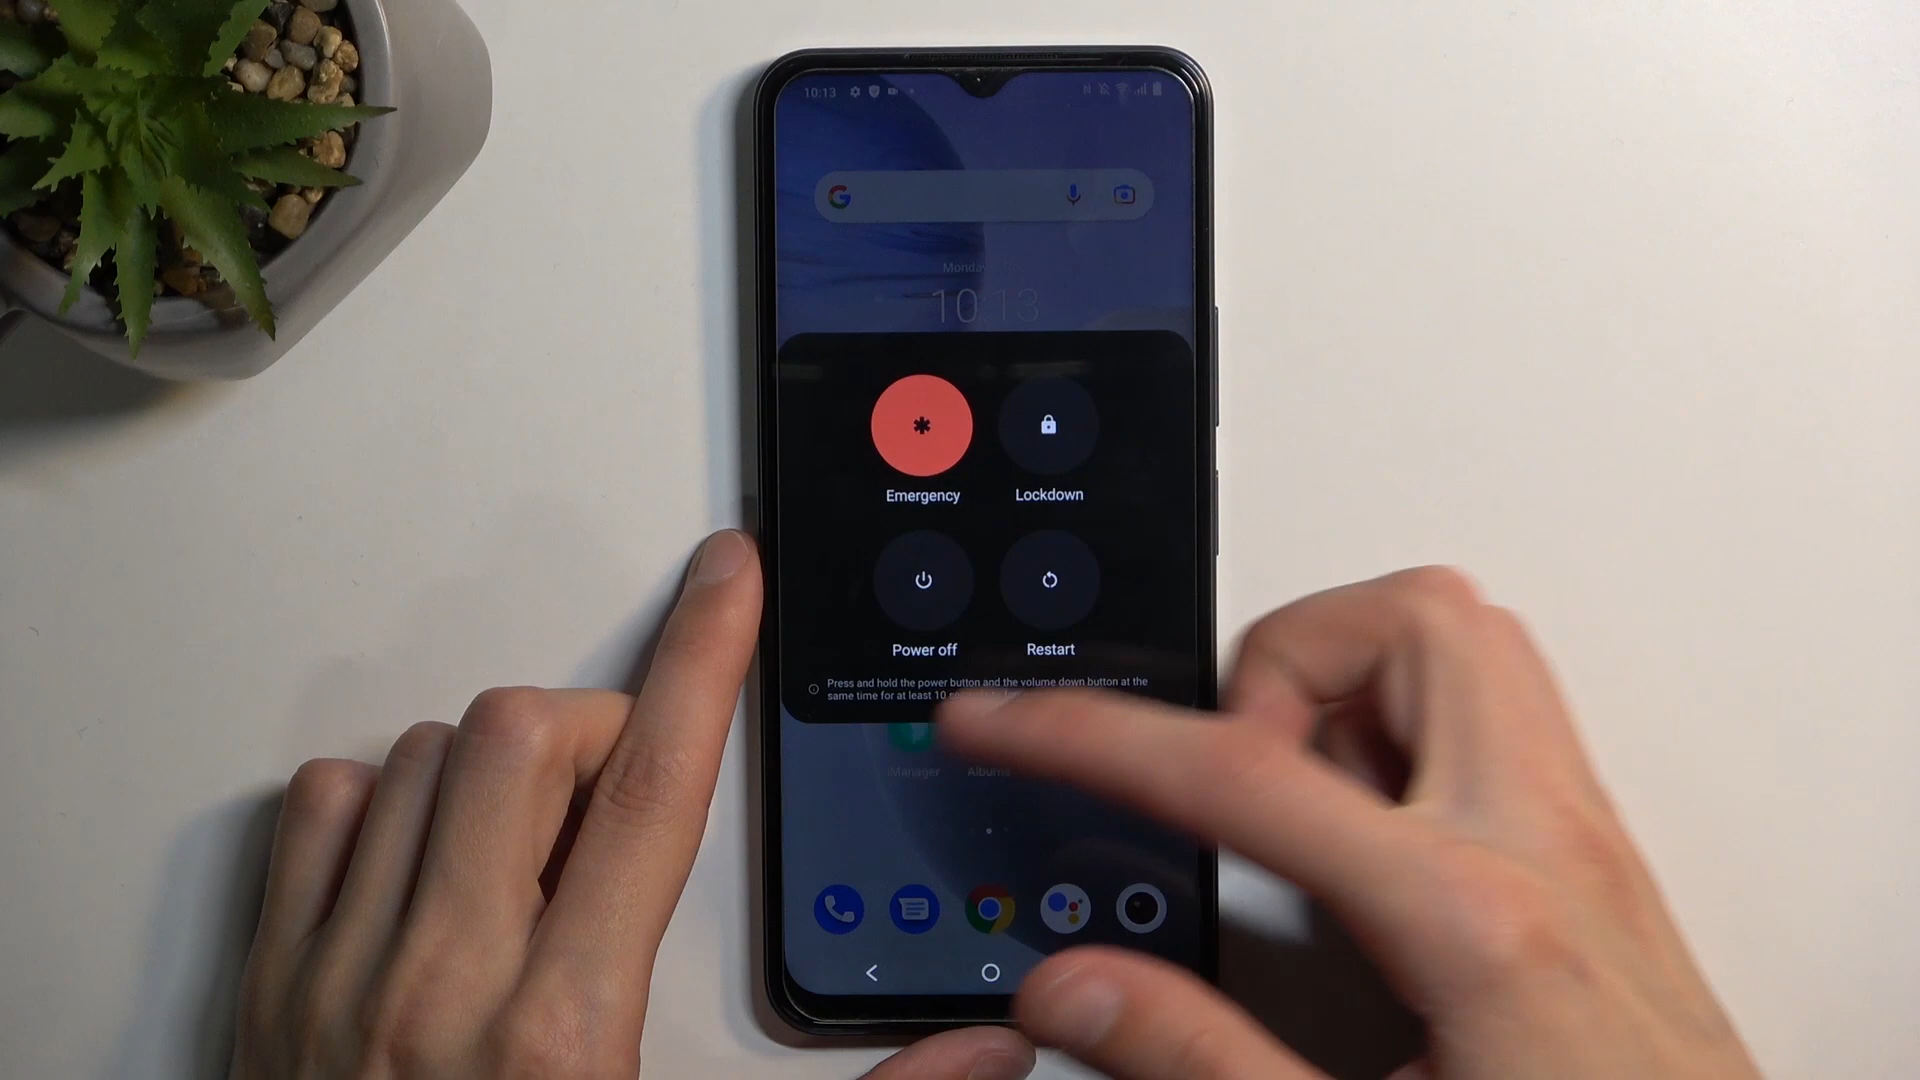 10:13
Monday
10:13
Emergency
Lockdown
Power off
Restart
Press and hold the power button and the volume down button at the
same time for at least 10
iManager
Albums